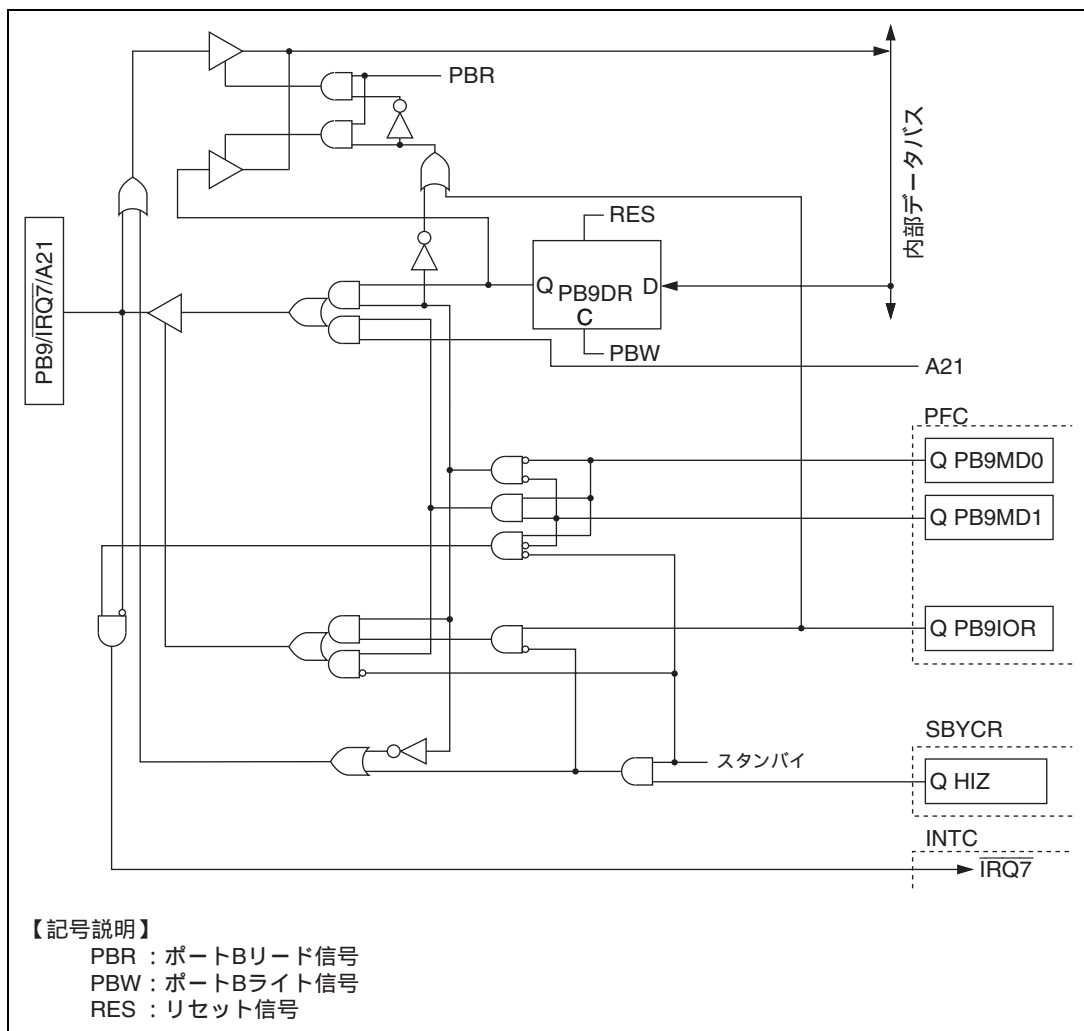 PBR
内部データバス
RES
PB9/IRQ7/A21
Q PB9DR D
C
PBW
A21
PFC
Q PB9MD0
Q PB9MD1
Q PB9IOR
SBYCR
スタンバイ
Q HIZ
INTC
IRQ7
【記号説明】
PBR : ポートBリード信号
PBW : ポートBライト信号
RES : リセット信号